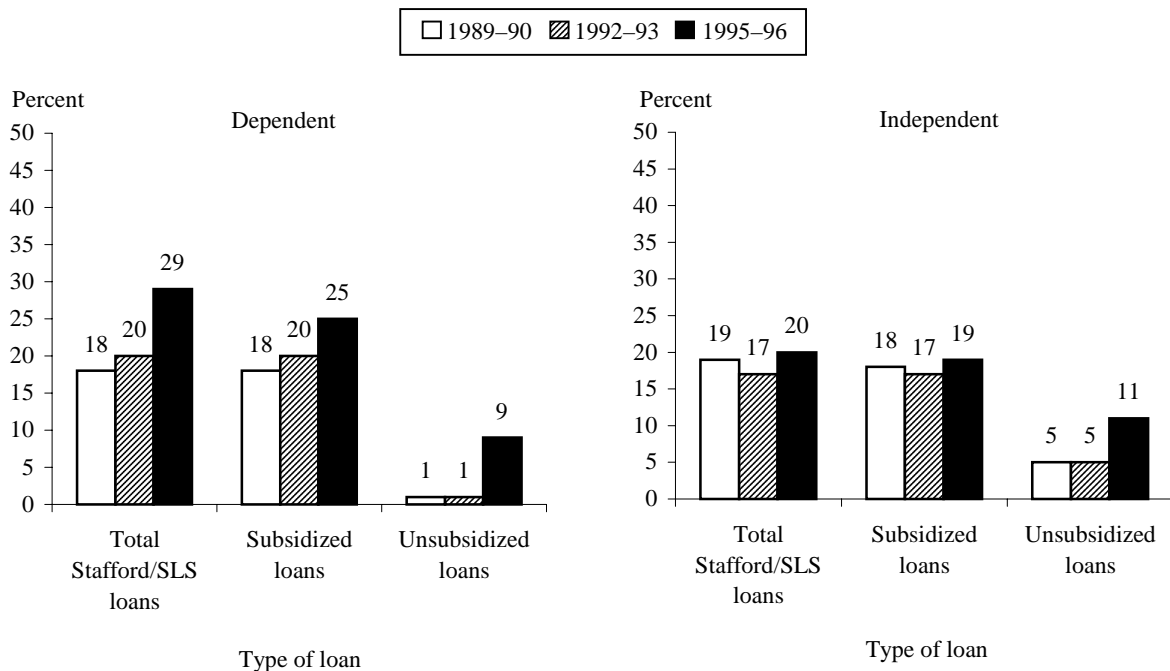 1989–90 1992–93 1995–96
Percent
Dependent
50
45
40
35
30
25
20
15
10
5
0
18 20 29
18 20 25
1 1 9
Total
Stafford/SLS
loans
Subsidized
loans
Unsubsidized
loans
Type of loan
Percent
Independent
50
45
40
35
30
25
20
15
10
5
0
19 17 20
18 17 19
5 5 11
Total
Stafford/SLS
loans
Subsidized
loans
Unsubsidized
loans
Type of loan